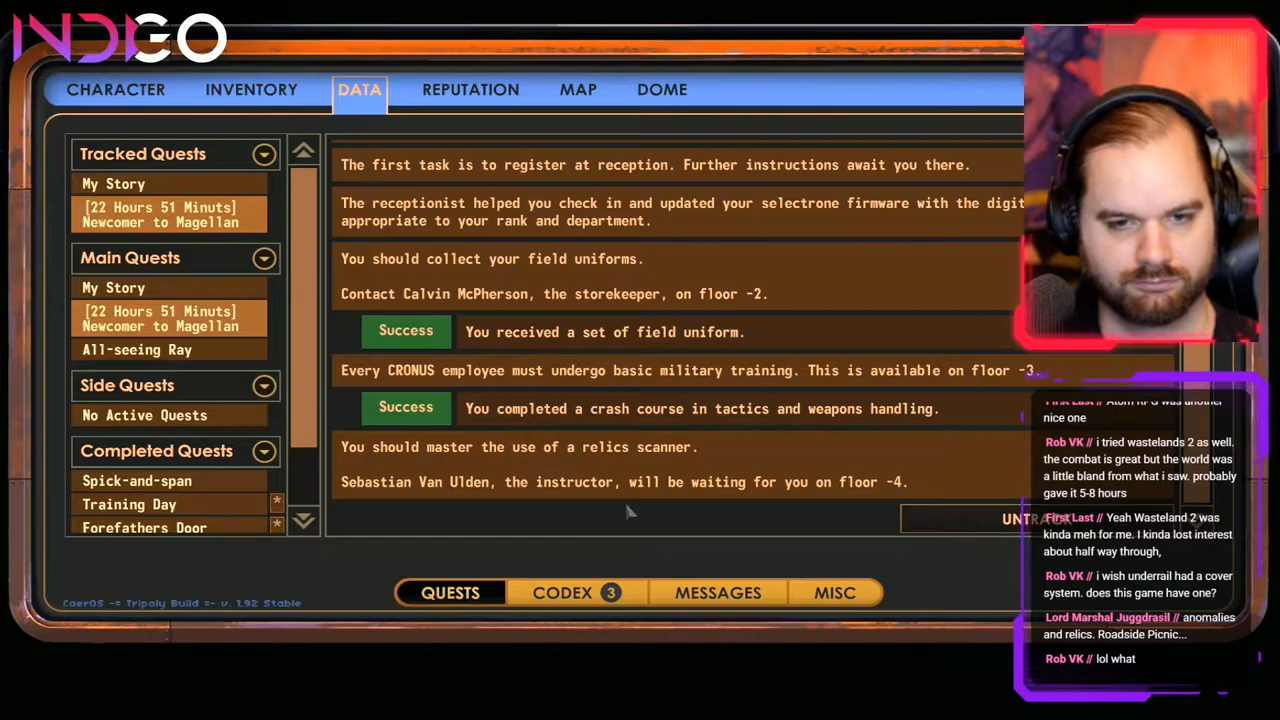 INDIGO
CHARACTER INVENTORY DATA REPUTATION MAP DOME
Tracked Quests
My Story
[22 Hours 51 Minuts]
Newcomer to Magellan
Main Quests
My Story
[22 Hours 51 Minuts]
Newcomer to Magellan
All-seeing Ray
Side Quests
No Active Quests
Completed Quests
Spick-and-span
Training Day *
Forefathers Door *
The first task is to register at reception. Further instructions await you there.
The receptionist helped you check in and updated your selectrone firmware with the digit
appropriate to your rank and department.
You should collect your field uniforms.
Contact Calvin McPherson, the storekeeper, on floor -2.
Success You received a set of field uniform.
Every CRONUS employee must undergo basic military training. This is available on floor -3.
Success You completed a crash course in tactics and weapons handling.
You should master the use of a relics scanner.
Sebastian Van Ulden, the instructor, will be waiting for you on floor -4.
UNTRACK
QUESTS CODEX 3 MESSAGES MISC
CaerOS -= Tripoly Build =- v. 1.92 Stable
First Last // Atom RPG was another
nice one
Rob VK // i tried wastelands 2 as well.
the combat is great but the world was
a little bland from what i saw. probably
gave it 5-8 hours
First Last // Yeah Wasteland 2 was
kinda meh for me. I kinda lost interest
about half way through,
Rob VK // i wish underrail had a cover
system. does this game have one?
Lord Marshal Juggdrasil // anomalies
and relics. Roadside Picnic...
Rob VK // lol what